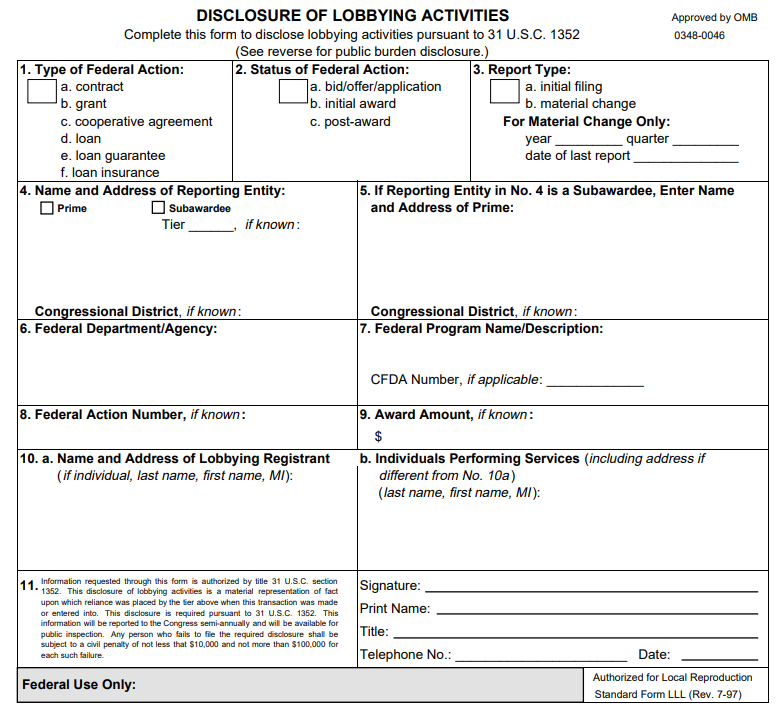 DISCLOSURE OF LOBBYING ACTIVITIES
Approved by OMB
Complete this form to disclose lobbying activities pursuant to 31 U.S.C. 1352
0348-0046
(See reverse for public burden disclosure.)
1. Type of Federal Action:
a. contract
b. grant
c. cooperative agreement
d. loan
e. loan guarantee
f. loan insurance
2. Status of Federal Action:
a. bid/offer/application
b. initial award
c. post-award
3. Report Type:
a. initial filing
b. material change
For Material Change Only:
year _________ quarter _________
date of last report ______________
4. Name and Address of Reporting Entity:
Prime
Subawardee
Tier ______, if known:
Congressional District, if known:
5. If Reporting Entity in No. 4 is a Subawardee, Enter Name
and Address of Prime:
Congressional District, if known:
6. Federal Department/Agency:
7. Federal Program Name/Description:
CFDA Number, if applicable: _____________
8. Federal Action Number, if known:
9. Award Amount, if known:
$
10. a. Name and Address of Lobbying Registrant
(if individual, last name, first name, MI):
b. Individuals Performing Services (including address if
different from No. 10a)
(last name, first name, MI):
11. Information requested through this form is authorized by title 31 U.S.C. section
1352. This disclosure of lobbying activities is a material representation of fact
upon which reliance was placed by the tier above when this transaction was made
or entered into. This disclosure is required pursuant to 31 U.S.C. 1352. This
information will be reported to the Congress semi-annually and will be available for
public inspection. Any person who fails to file the required disclosure shall be
subject to a civil penalty of not less that $10,000 and not more than $100,000 for
each such failure.
Signature:
Print Name:
Title:
Telephone No.: _______________________ Date: __________
Federal Use Only:
Authorized for Local Reproduction
Standard Form LLL (Rev. 7-97)